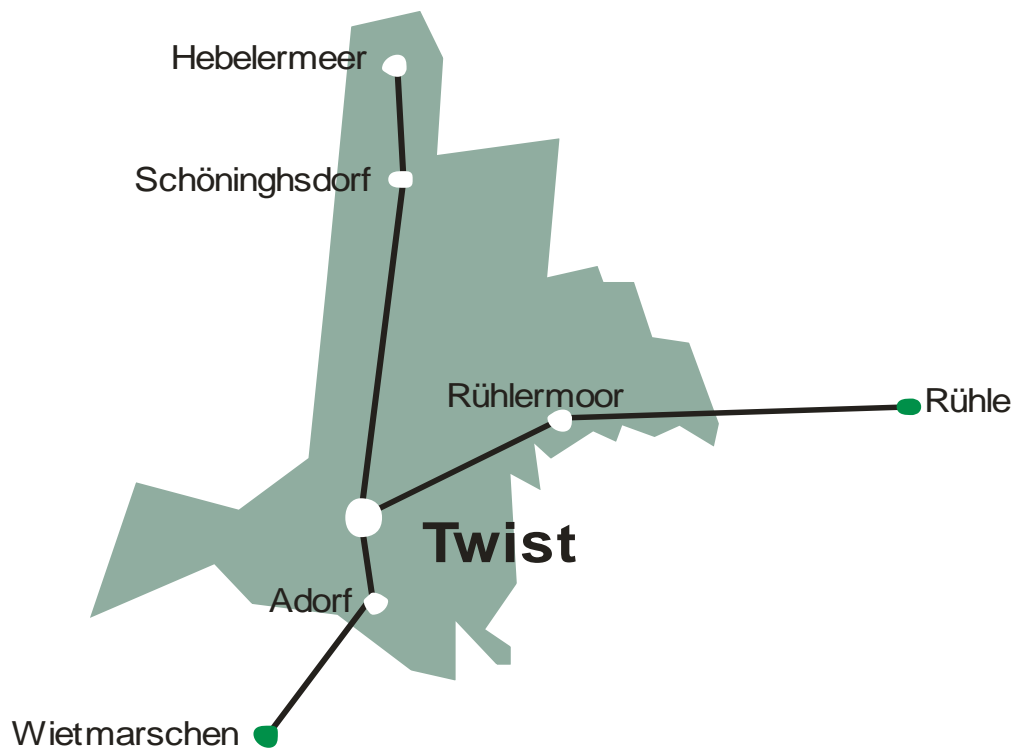 Hebelermeer
Schöninghsdorf
Rühlermoor
Rühle
Twist
Adorf
Wietmarschen